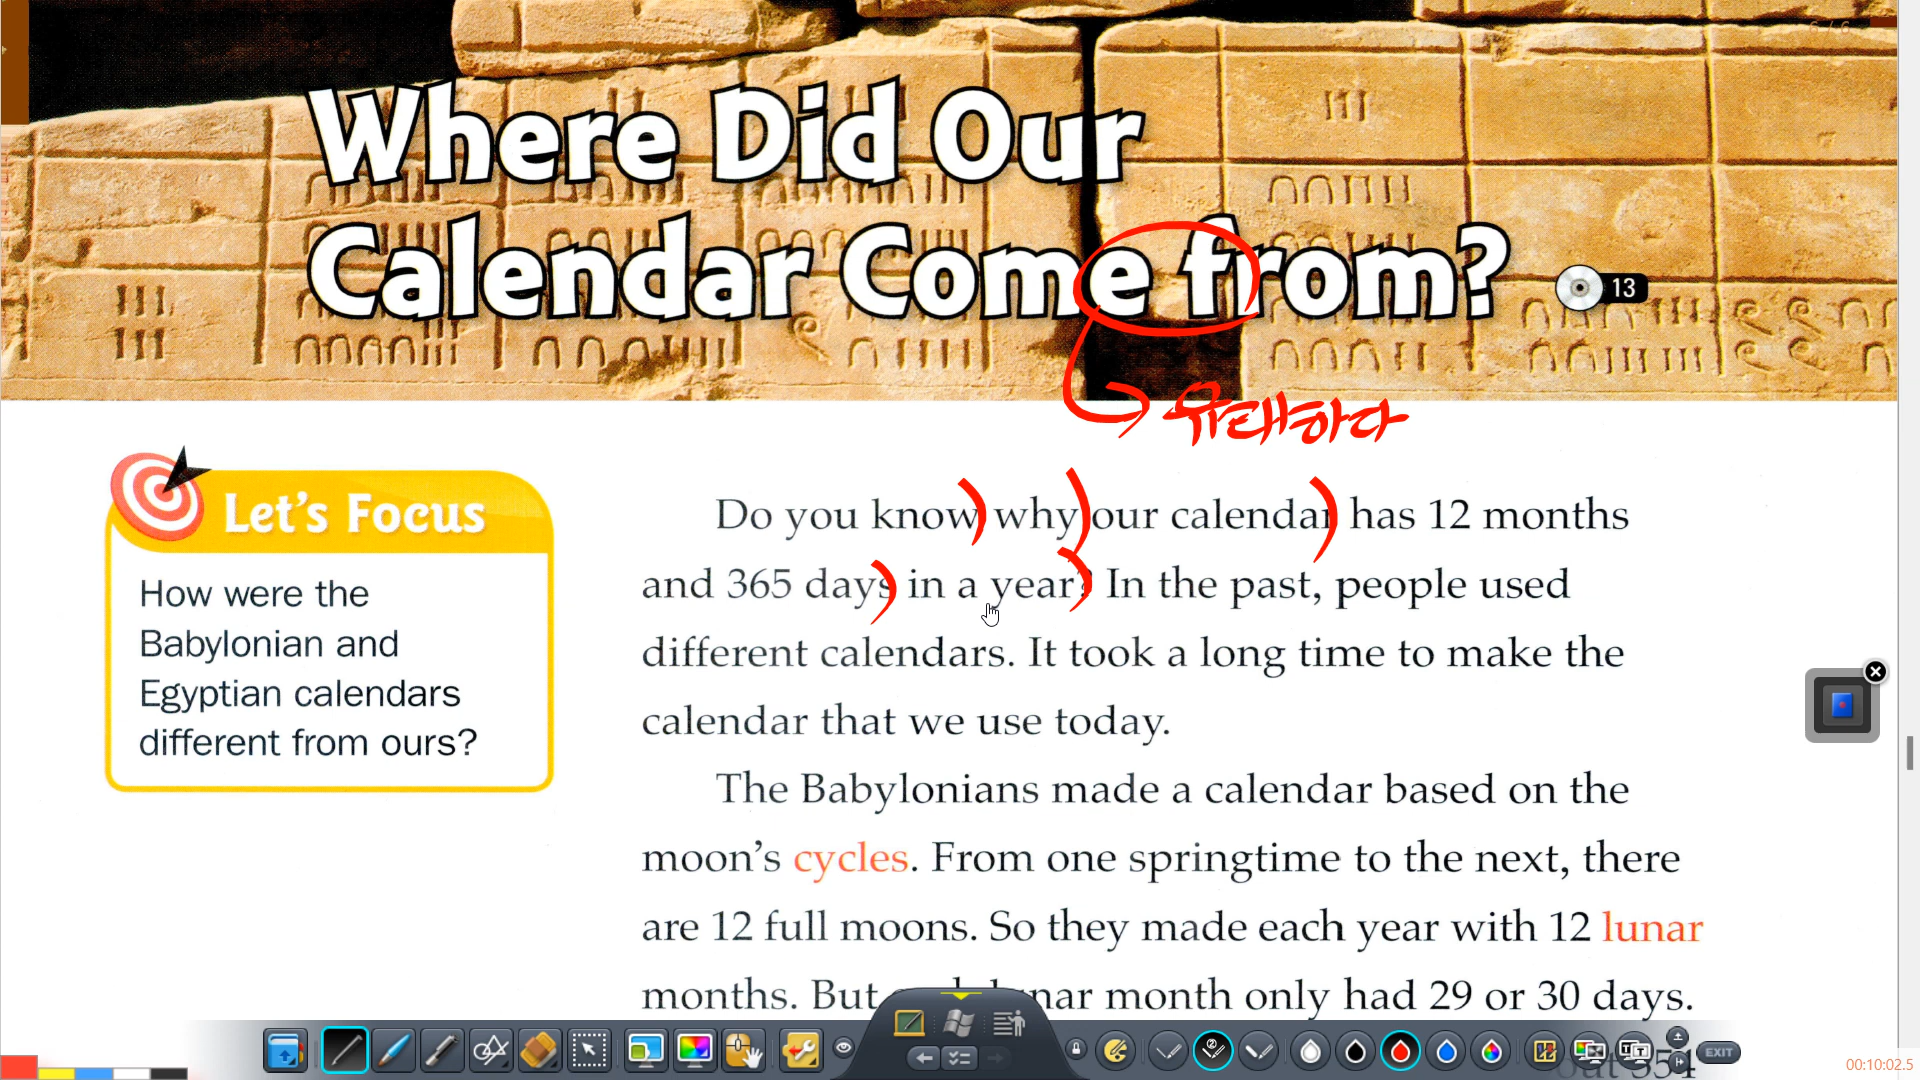 6 / 6
Where Did Our
Calendar Come from?
13
유래하다
Let's Focus
How were the
Babylonian and
Egyptian calendars
different from ours?
Do you know why our calendar has 12 months
and 365 days in a year? In the past, people used
different calendars. It took a long time to make the
calendar that we use today.
The Babylonians made a calendar based on the
moon's cycles. From one springtime to the next, there
are 12 full moons. So they made each year with 12 lunar
months. But lunar month only had 29 or 30 days.
354
EXIT
00:10:02.5